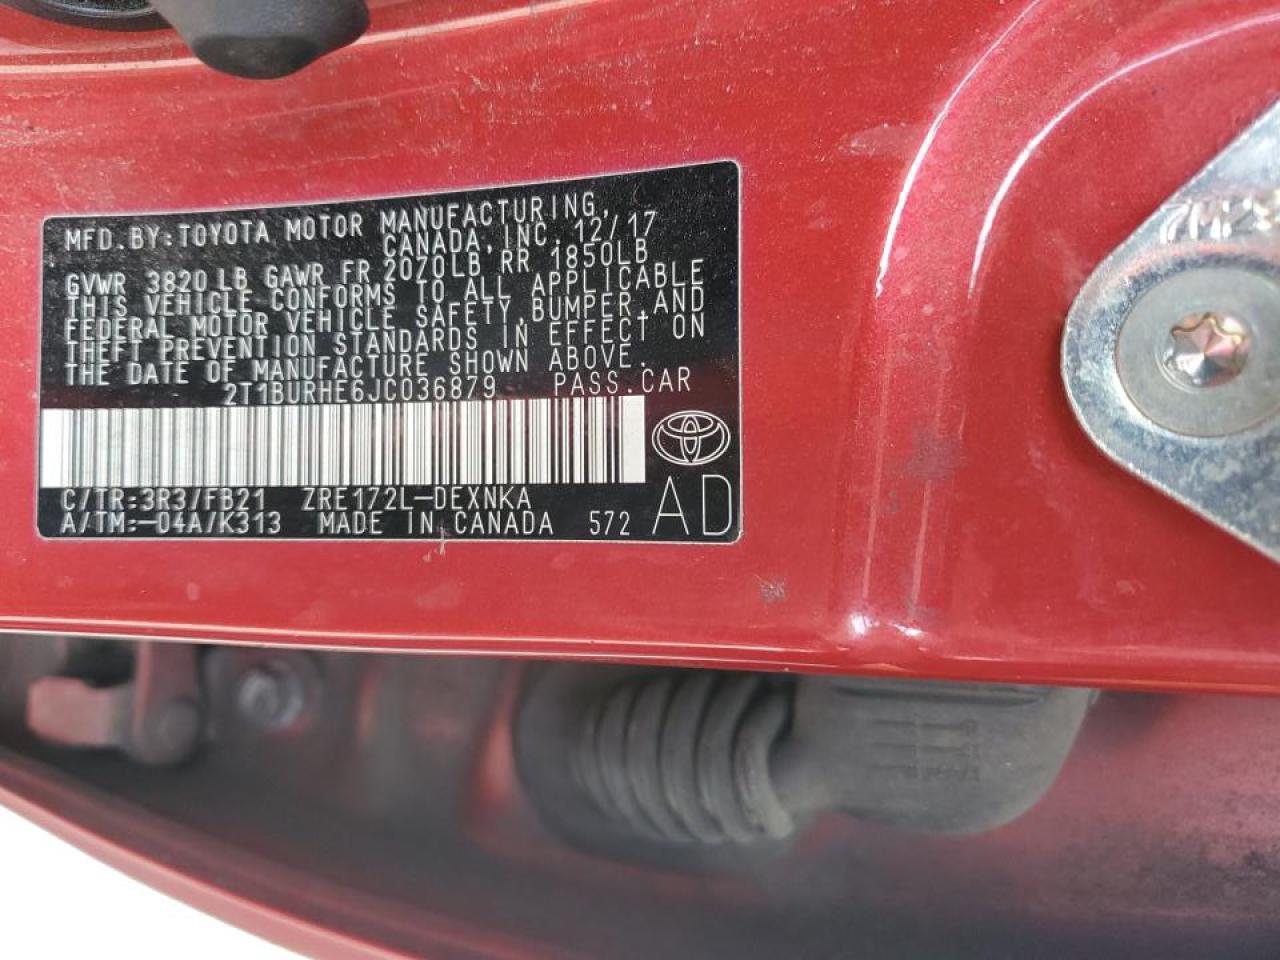 MFD.BY:TOYOTA MOTOR MANUFACTURING,
CANADA, INC. 12/17
GVWR 3820 LB GAWR FR 2070LB RR 1850LB
THIS VEHICLE CONFORMS TO ALL APPLICABLE
FEDERAL MOTOR VEHICLE SAFETY,BUMPER,AND
THEFT PREVENTION STANDARDS IN EFFECT ON
THE DATE OF MANUFACTURE SHOWN ABOVE.
2T1BURHE6JC036879 PASS.CAR
C/TR:3R3/FB21 ZRE172L-DEXNKA
A/TM:-04A/K313 MADE IN CANADA 572 AD